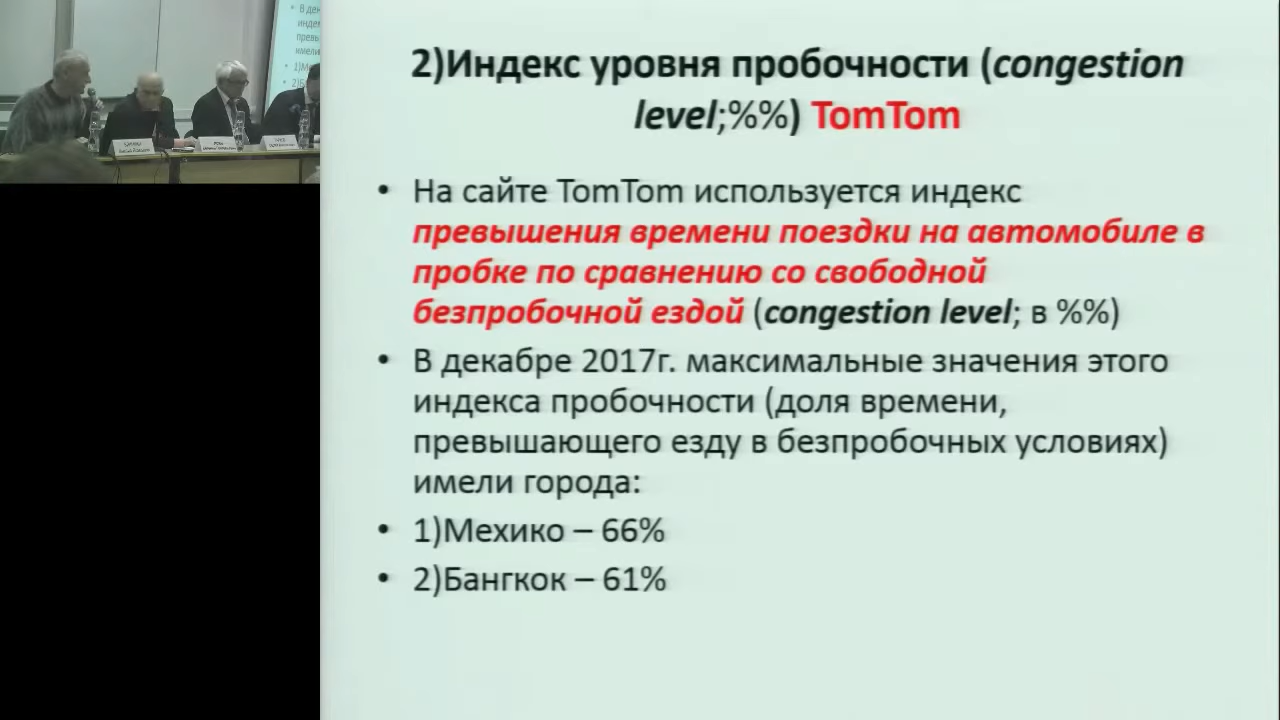 2)Индекс уровня пробочности (congestion
level;%%) TomTom
• На сайте TomTom используется индекс
превышения времени поездки на автомобиле в
пробке по сравнению со свободной
безпробочной ездой (congestion level; в %%)
• В декабре 2017г. максимальные значения этого
индекса пробочности (доля времени,
превышающего езду в безпробочных условиях)
имели города:
• 1)Мехико – 66%
• 2)Бангкок – 61%